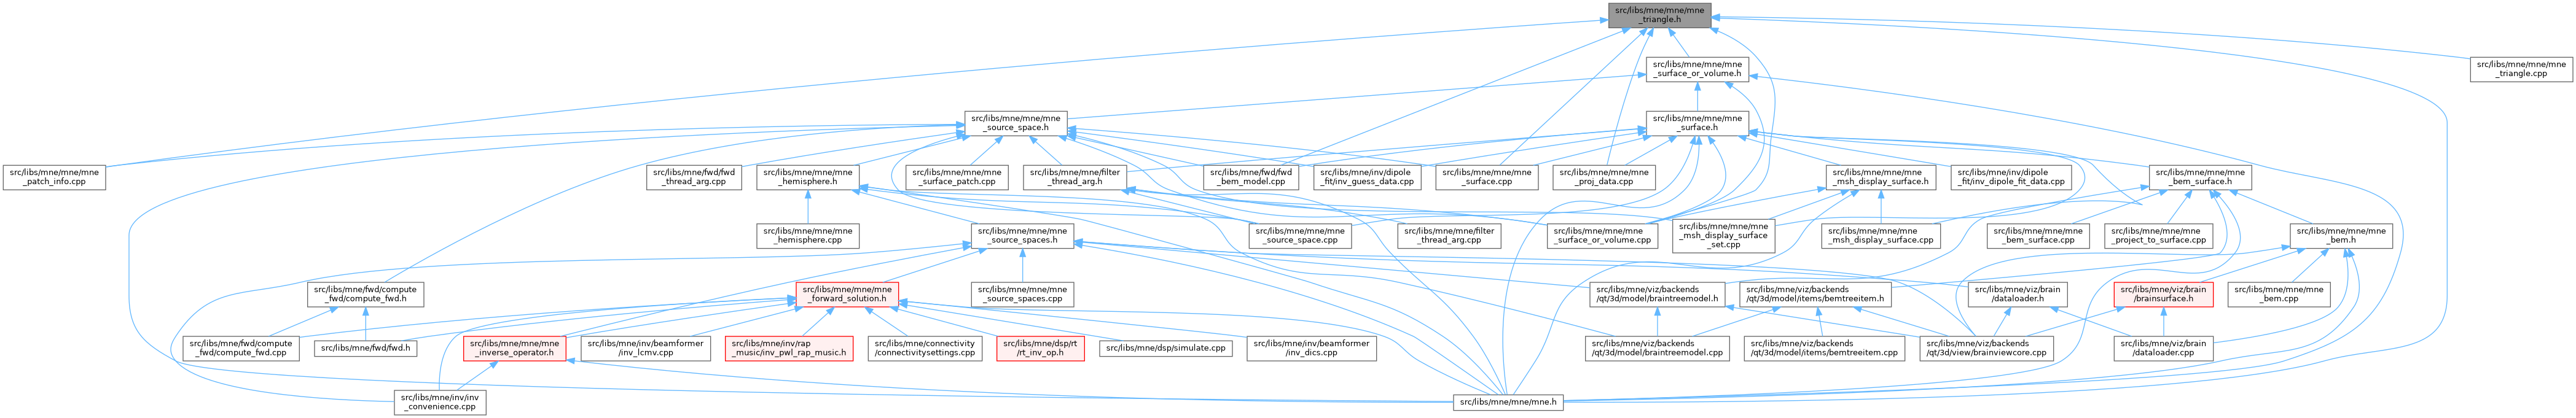 src/libs/mne/mne/mne
_triangle.h
src/libs/mne/mne/mne
_surface_or_volume.h
src/libs/mne/mne/mne
_triangle.cpp
src/libs/mne/mne/mne
_source_space.h
src/libs/mne/mne/mne
_surface.h
src/libs/mne/mne/mne
_patch_info.cpp
src/libs/mne/fwd/fwd
_thread_arg.cpp
src/libs/mne/mne/mne
_hemisphere.h
src/libs/mne/mne/mne
_surface_patch.cpp
src/libs/mne/mne/filter
_thread_arg.h
src/libs/mne/fwd/fwd
_bem_model.cpp
src/libs/mne/inv/dipole
_fit/inv_guess_data.cpp
src/libs/mne/mne/mne
_surface.cpp
src/libs/mne/mne/mne
_proj_data.cpp
src/libs/mne/mne/mne
_msh_display_surface.h
src/libs/mne/inv/dipole
_fit/inv_dipole_fit_data.cpp
src/libs/mne/mne/mne
_bem_surface.h
src/libs/mne/mne/mne
_hemisphere.cpp
src/libs/mne/mne/mne
_source_spaces.h
src/libs/mne/mne/mne
_source_space.cpp
src/libs/mne/mne/filter
_thread_arg.cpp
src/libs/mne/mne/mne
_surface_or_volume.cpp
src/libs/mne/mne/mne
_msh_display_surface
_set.cpp
src/libs/mne/mne/mne
_msh_display_surface.cpp
src/libs/mne/mne/mne
_bem_surface.cpp
src/libs/mne/mne/mne
_project_to_surface.cpp
src/libs/mne/mne/mne
_bem.h
src/libs/mne/fwd/compute
_fwd/compute_fwd.h
src/libs/mne/mne/mne
_forward_solution.h
src/libs/mne/mne/mne
_source_spaces.cpp
src/libs/mne/viz/backends
/qt/3d/model/braintreemodel.h
src/libs/mne/viz/backends
/qt/3d/model/items/bemtreeitem.h
src/libs/mne/viz/brain
/dataloader.h
src/libs/mne/viz/brain
/brainsurface.h
src/libs/mne/mne/mne
_bem.cpp
src/libs/mne/fwd/compute
_fwd/compute_fwd.cpp
src/libs/mne/fwd/fwd.h
src/libs/mne/mne/mne
_inverse_operator.h
src/libs/mne/inv/beamformer
/inv_lcmv.cpp
src/libs/mne/inv/rap
_music/inv_pwl_rap_music.h
src/libs/mne/connectivity
/connectivitysettings.cpp
src/libs/mne/dsp/rt
/rt_inv_op.h
src/libs/mne/dsp/simulate.cpp
src/libs/mne/inv/beamformer
/inv_dics.cpp
src/libs/mne/viz/backends
/qt/3d/model/braintreemodel.cpp
src/libs/mne/viz/backends
/qt/3d/model/items/bemtreeitem.cpp
src/libs/mne/viz/backends
/qt/3d/view/brainviewcore.cpp
src/libs/mne/viz/brain
/dataloader.cpp
src/libs/mne/inv/inv
_convenience.cpp
src/libs/mne/mne/mne.h